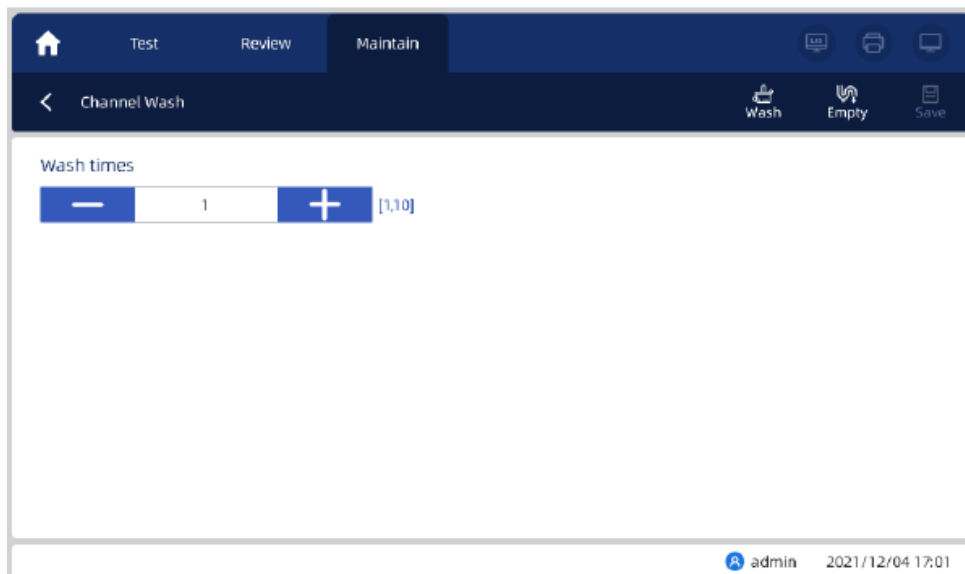 Test Review Maintain
LIS
Channel Wash
Wash Empty Save
Wash times
1 [1,10]
admin 2021/12/04 17:01